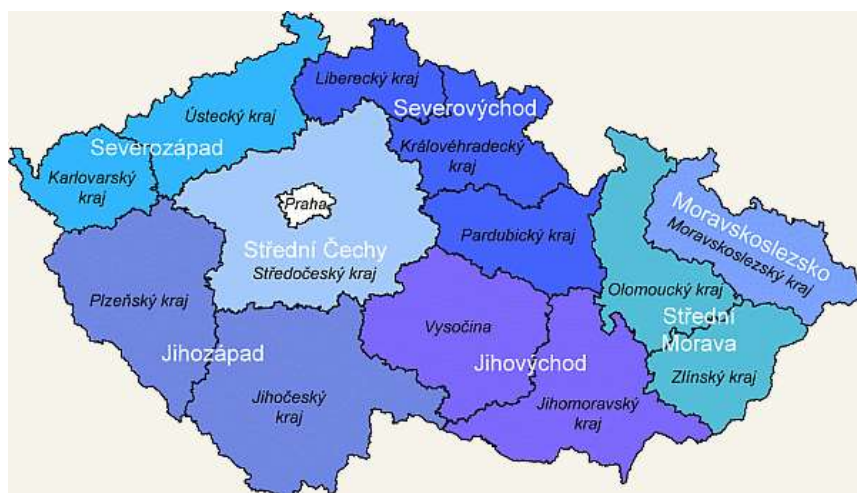 Liberecký kraj
Severovýchod
Ústecký kraj
Severozápad
Královéhradecký
kraj
Karlovarský
kraj
Praha
Moravskoslezsko
Moravskoslezský kraj
Pardubický kraj
Střední Čechy
Středočeský kraj
Olomoucký kraj
Plzeňský kraj
Vysočina
Střední
Morava
Jihozápad
Jihovýchod
Zlínský kraj
Jihočeský
kraj
Jihomoravský
kraj